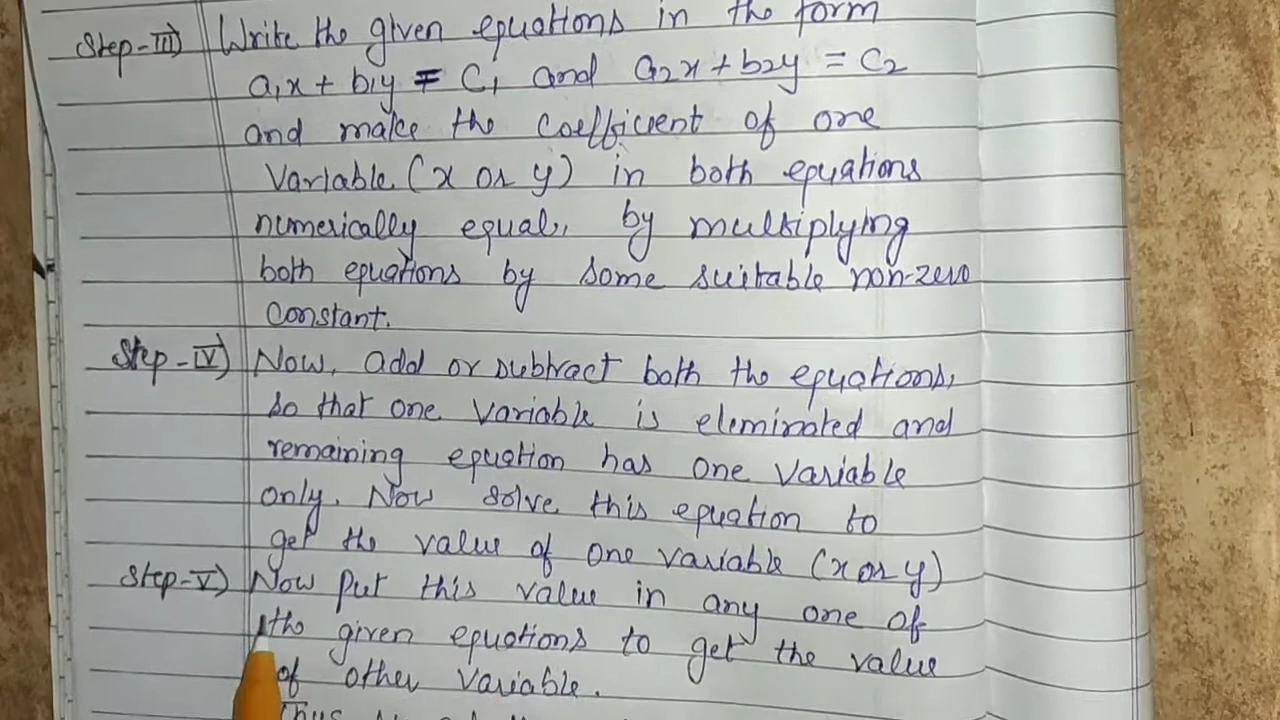 Step-III) Write the given equations in the form
a₁x + b₁y = C₁ and a₂x + b₂y = C₂
and make the coefficient of one
Variable (x or y) in both equations
numerically equal, by multiplying
both equations by some suitable non-zero
Constant.
Step-IV) Now, add or subtract both the equations,
so that one variable is eliminated and
remaining equation has one variable
only. Now solve this equation to
get the value of one variable (x or y)
Step-V) Now put this value in any one of
the given equations to get the value
of other variable.
Thus